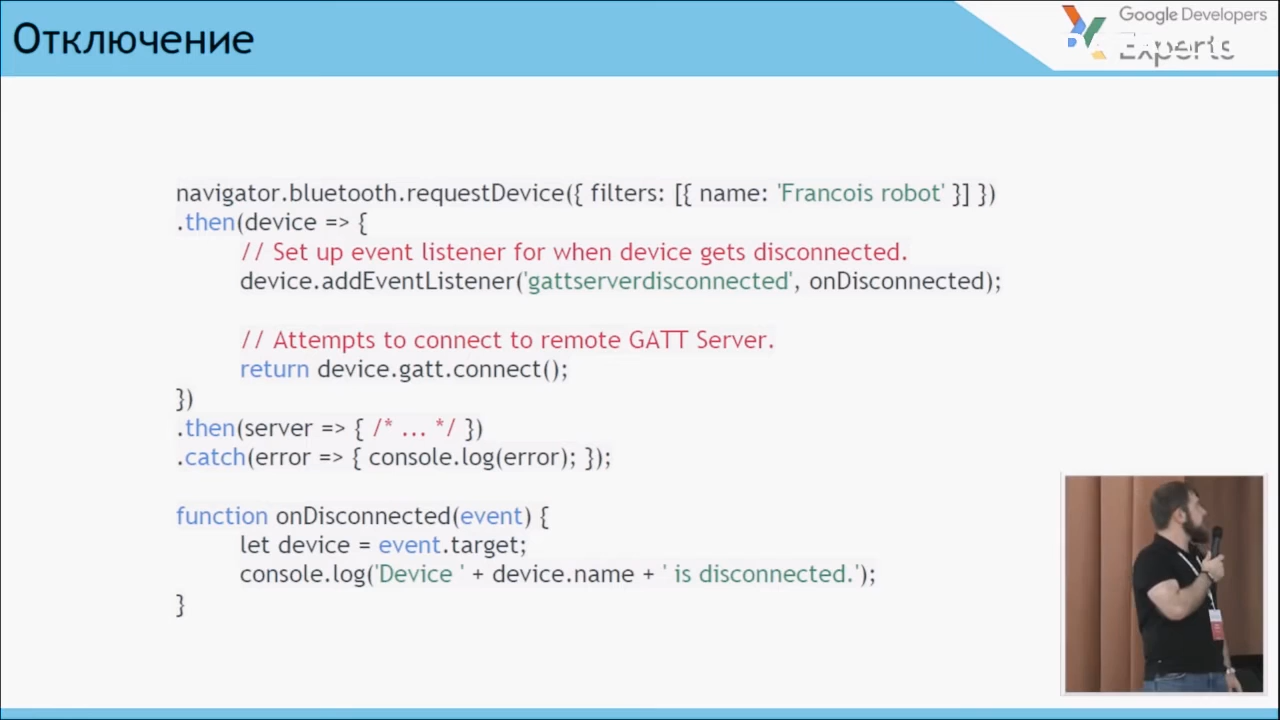 Отключение
Google Developers
Experts
navigator.bluetooth.requestDevice({ filters: [{ name: 'Francois robot' }] })
.then(device => {
// Set up event listener for when device gets disconnected.
device.addEventListener('gattserverdisconnected', onDisconnected);
// Attempts to connect to remote GATT Server.
return device.gatt.connect();
})
.then(server => { /* ... */ })
.catch(error => { console.log(error); });
function onDisconnected(event) {
let device = event.target;
console.log('Device ' + device.name + ' is disconnected.');
}